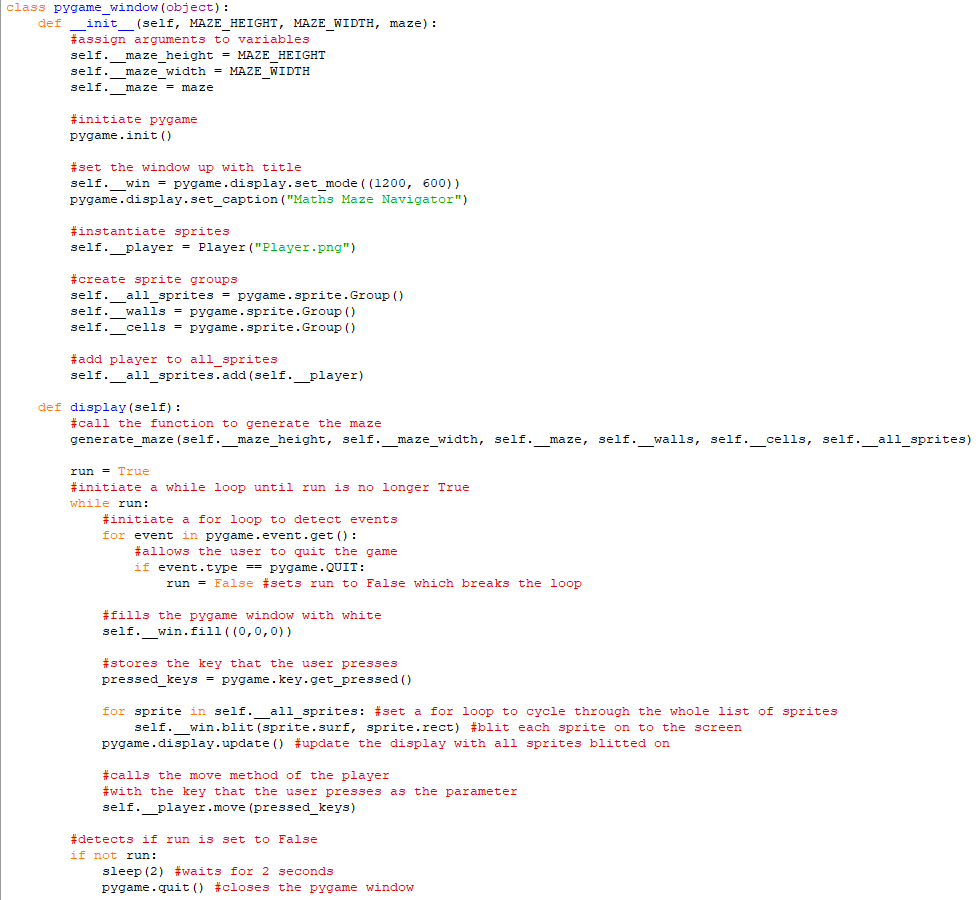 class pygame_window(object):
    def __init__(self, MAZE_HEIGHT, MAZE_WIDTH, maze):
        #assign arguments to variables
        self.__maze_height = MAZE_HEIGHT
        self.__maze_width = MAZE_WIDTH
        self.__maze = maze

        #initiate pygame
        pygame.init()

        #set the window up with title
        self.__win = pygame.display.set_mode((1200, 600))
        pygame.display.set_caption("Maths Maze Navigator")

        #instantiate sprites
        self.__player = Player("Player.png")

        #create sprite groups
        self.__all_sprites = pygame.sprite.Group()
        self.__walls = pygame.sprite.Group()
        self.__cells = pygame.sprite.Group()

        #add player to all_sprites
        self.__all_sprites.add(self.__player)

    def display(self):
        #call the function to generate the maze
        generate_maze(self.__maze_height, self.__maze_width, self.__maze, self.__walls, self.__cells, self.__all_sprites)

        run = True
        #initiate a while loop until run is no longer True
        while run:
            #initiate a for loop to detect events
            for event in pygame.event.get():
                #allows the user to quit the game
                if event.type == pygame.QUIT:
                    run = False #sets run to False which breaks the loop

            #fills the pygame window with white
            self.__win.fill((0,0,0))

            #stores the key that the user presses
            pressed_keys = pygame.key.get_pressed()

            for sprite in self.__all_sprites: #set a for loop to cycle through the whole list of sprites
                self.__win.blit(sprite.surf, sprite.rect) #blit each sprite on to the screen
            pygame.display.update() #update the display with all sprites blitted on

            #calls the move method of the player
            #with the key that the user presses as the parameter
            self.__player.move(pressed_keys)

        #detects if run is set to False
        if not run:
            sleep(2) #waits for 2 seconds
            pygame.quit() #closes the pygame window